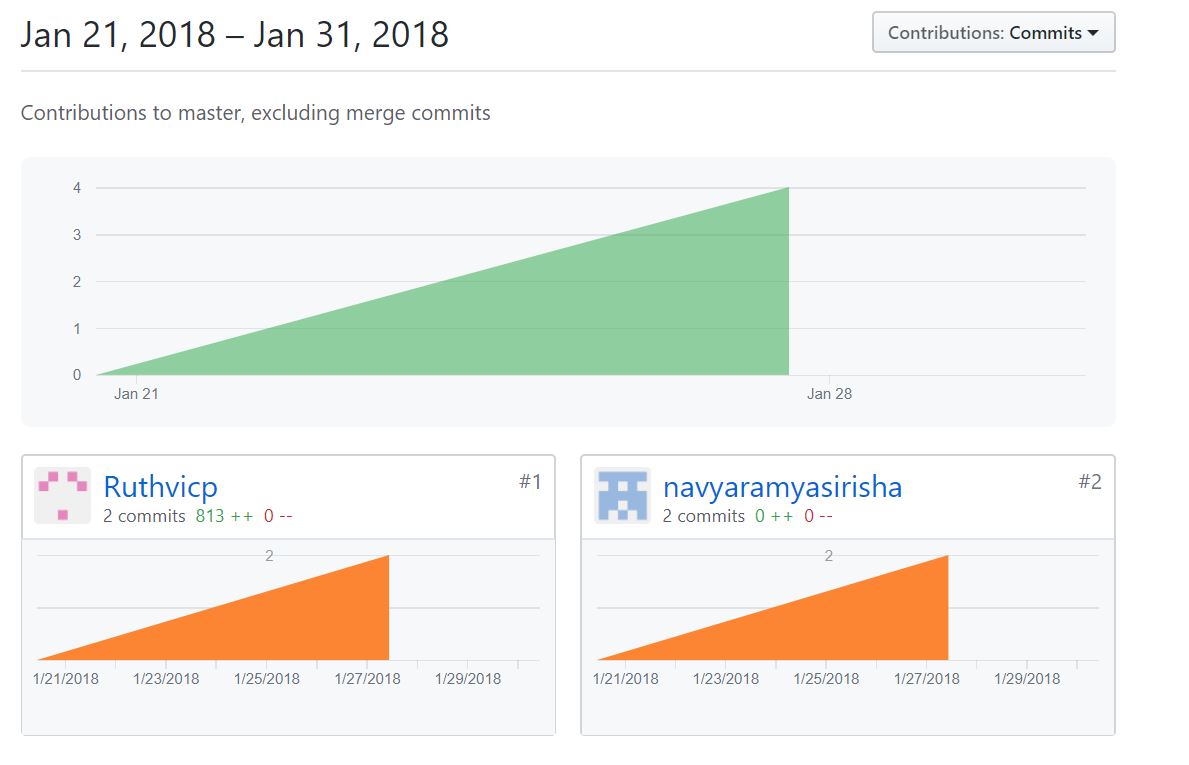 Jan 21, 2018 – Jan 31, 2018
Contributions: Commits
Contributions to master, excluding merge commits
4
3
2
1
0
Jan 21 Jan 28
Ruthvicp #1
2 commits 813 ++ 0 --
2
1/21/2018 1/23/2018 1/25/2018 1/27/2018 1/29/2018
navyaramyasirisha #2
2 commits 0 ++ 0 --
2
1/21/2018 1/23/2018 1/25/2018 1/27/2018 1/29/2018